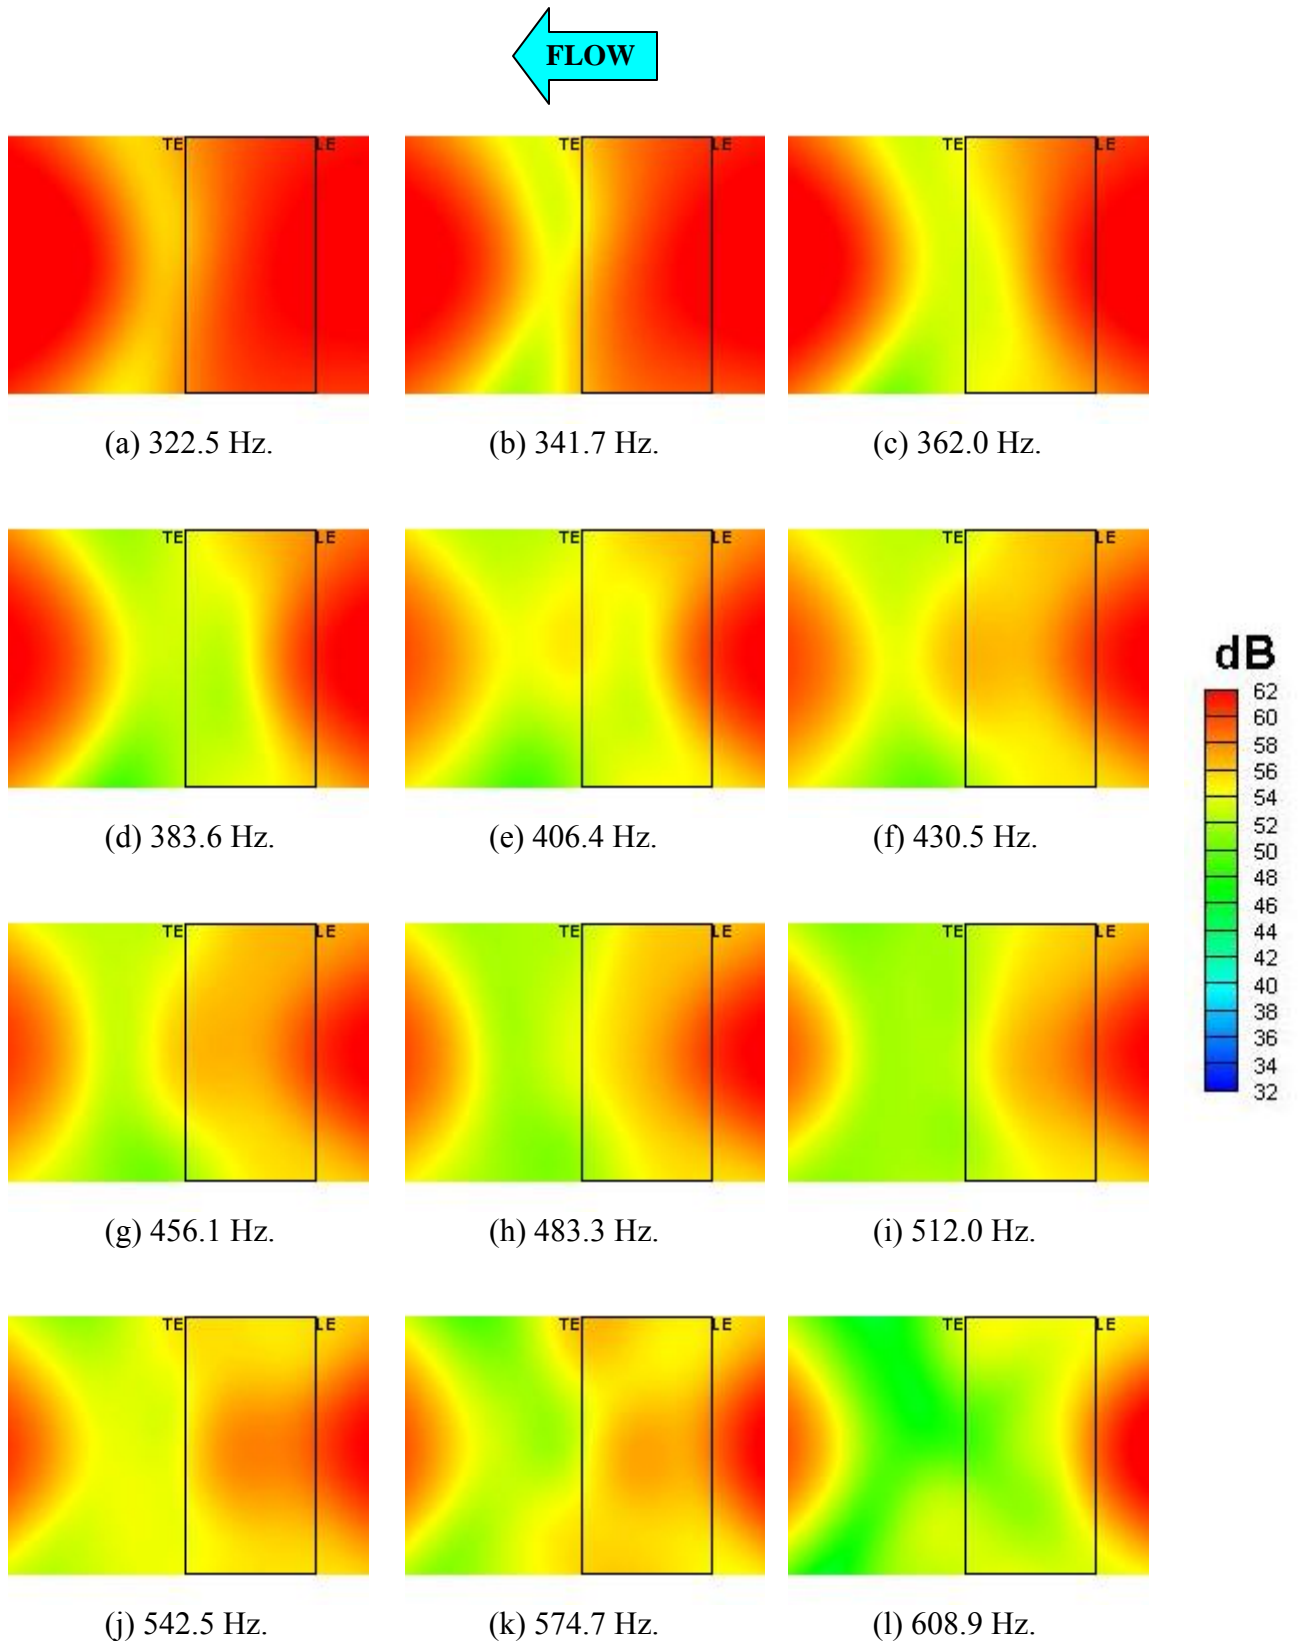 FLOW
TE LE TE LE TE LE
(a) 322.5 Hz. (b) 341.7 Hz. (c) 362.0 Hz.
TE LE TE LE TE LE
(d) 383.6 Hz. (e) 406.4 Hz. (f) 430.5 Hz.
dB
62
60
58
56
54
52
50
48
46
44
42
40
38
36
34
32
TE LE TE LE TE LE
(g) 456.1 Hz. (h) 483.3 Hz. (i) 512.0 Hz.
TE LE TE LE TE LE
(j) 542.5 Hz. (k) 574.7 Hz. (l) 608.9 Hz.